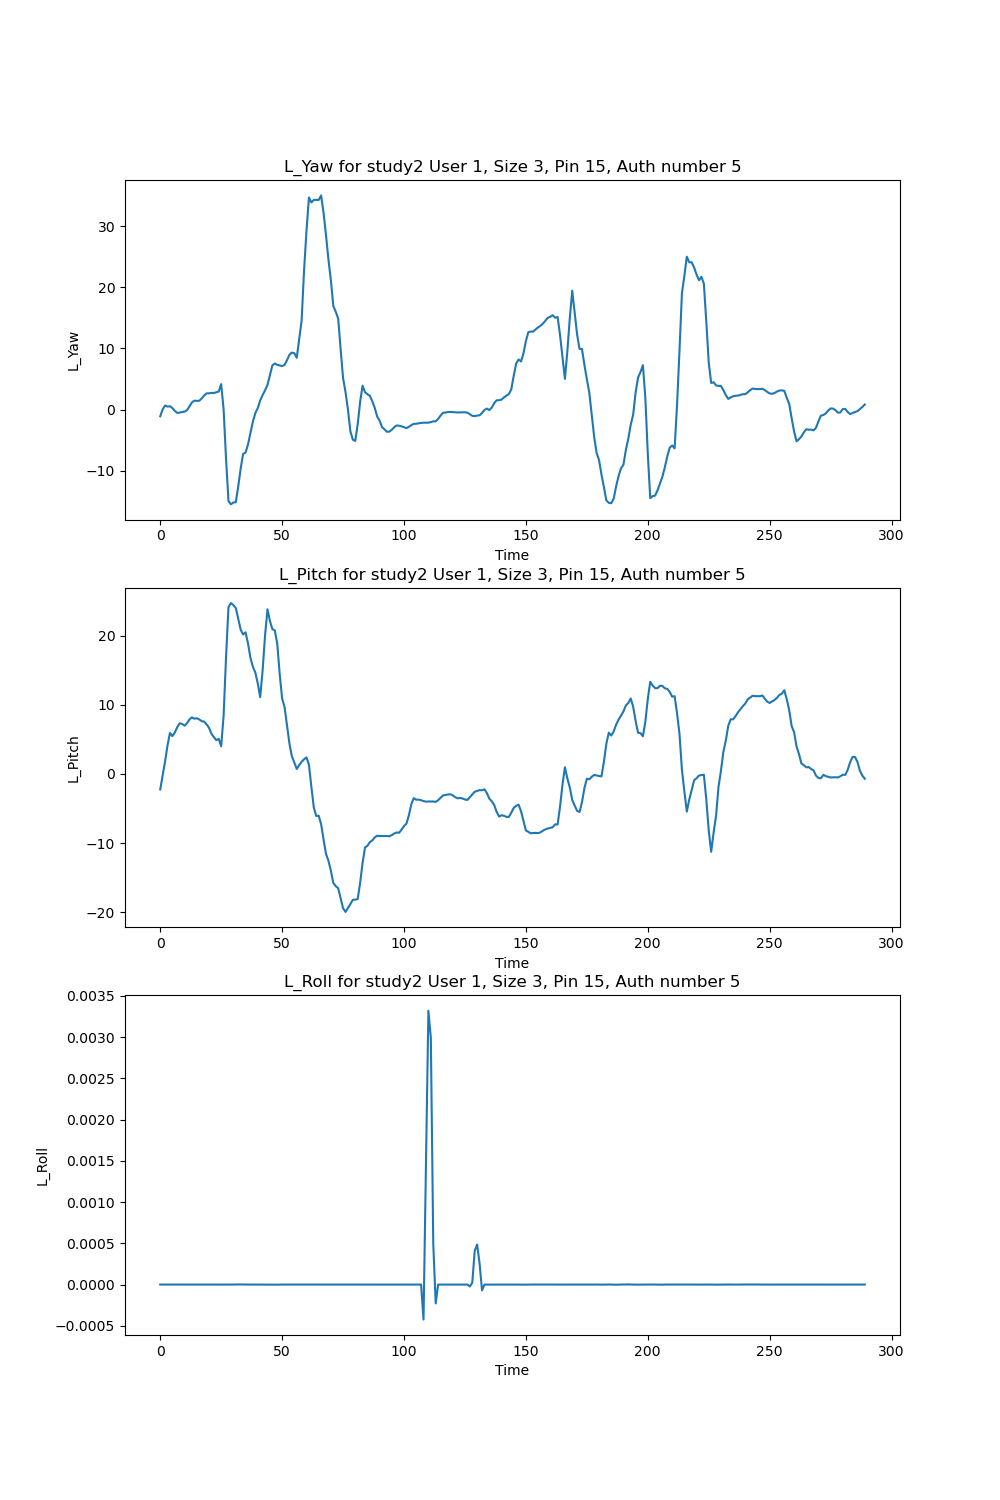 L_Yaw for study2 User 1, Size 3, Pin 15, Auth number 5
30
20
10
0
−10
L_Yaw
0 50 100 150 200 250 300
Time
L_Pitch for study2 User 1, Size 3, Pin 15, Auth number 5
20
10
0
−10
−20
L_Pitch
0 50 100 150 200 250 300
Time
L_Roll for study2 User 1, Size 3, Pin 15, Auth number 5
0.0035
0.0030
0.0025
0.0020
0.0015
0.0010
0.0005
0.0000
−0.0005
L_Roll
0 50 100 150 200 250 300
Time